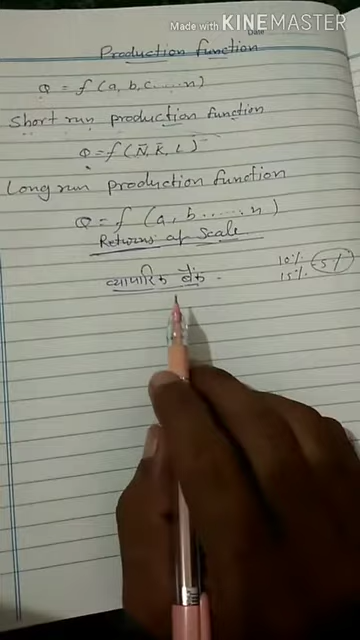 Made with KINEMASTER
Date
Production function
Q = f (a, b, c.....n)
Short run production function
Q = f (N̄, K̄, L)
Long run production function
Q = f (a, b ...... n)
Returns of Scale
व्यापारिक बैंक -
10% 5%
15%